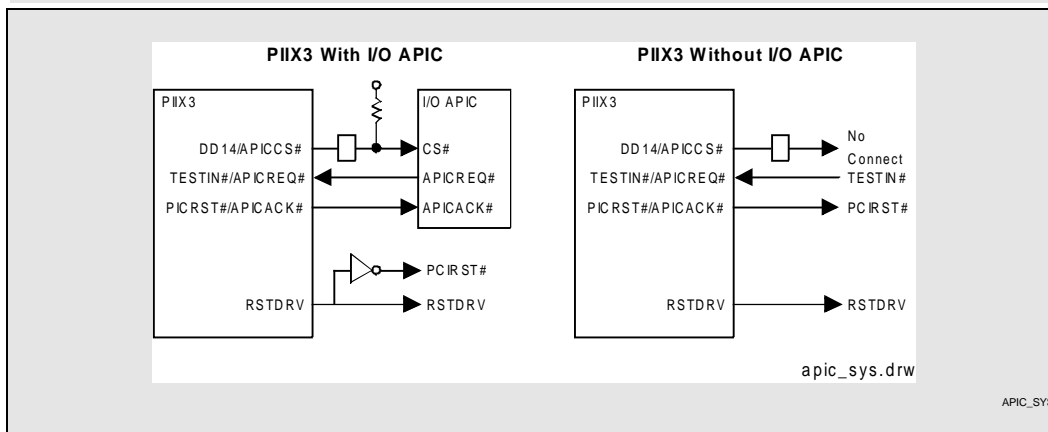 PIIX3 With I/O APIC
PIIX3
DD14/APICCS#
TESTIN#/APICREQ#
PICRST#/APICACK#
RSTDRV
I/O APIC
CS#
APICREQ#
APICACK#
PCIRST#
RSTDRV
PIIX3 Without I/O APIC
PIIX3
DD14/APICCS#
TESTIN#/APICREQ#
PICRST#/APICACK#
RSTDRV
No
Connect
TESTIN#
PCIRST#
RSTDRV
apic_sys.drw
APIC_SYS